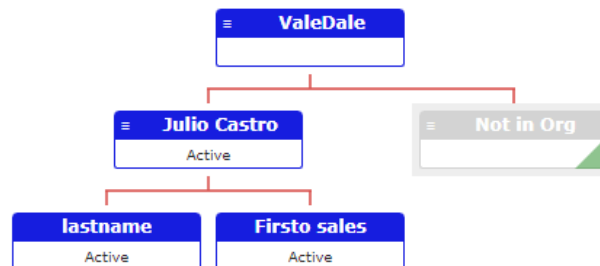 ≡ ValeDale
≡ Julio Castro
Active
≡ Not in Org
lastname
Active
Firsto sales
Active